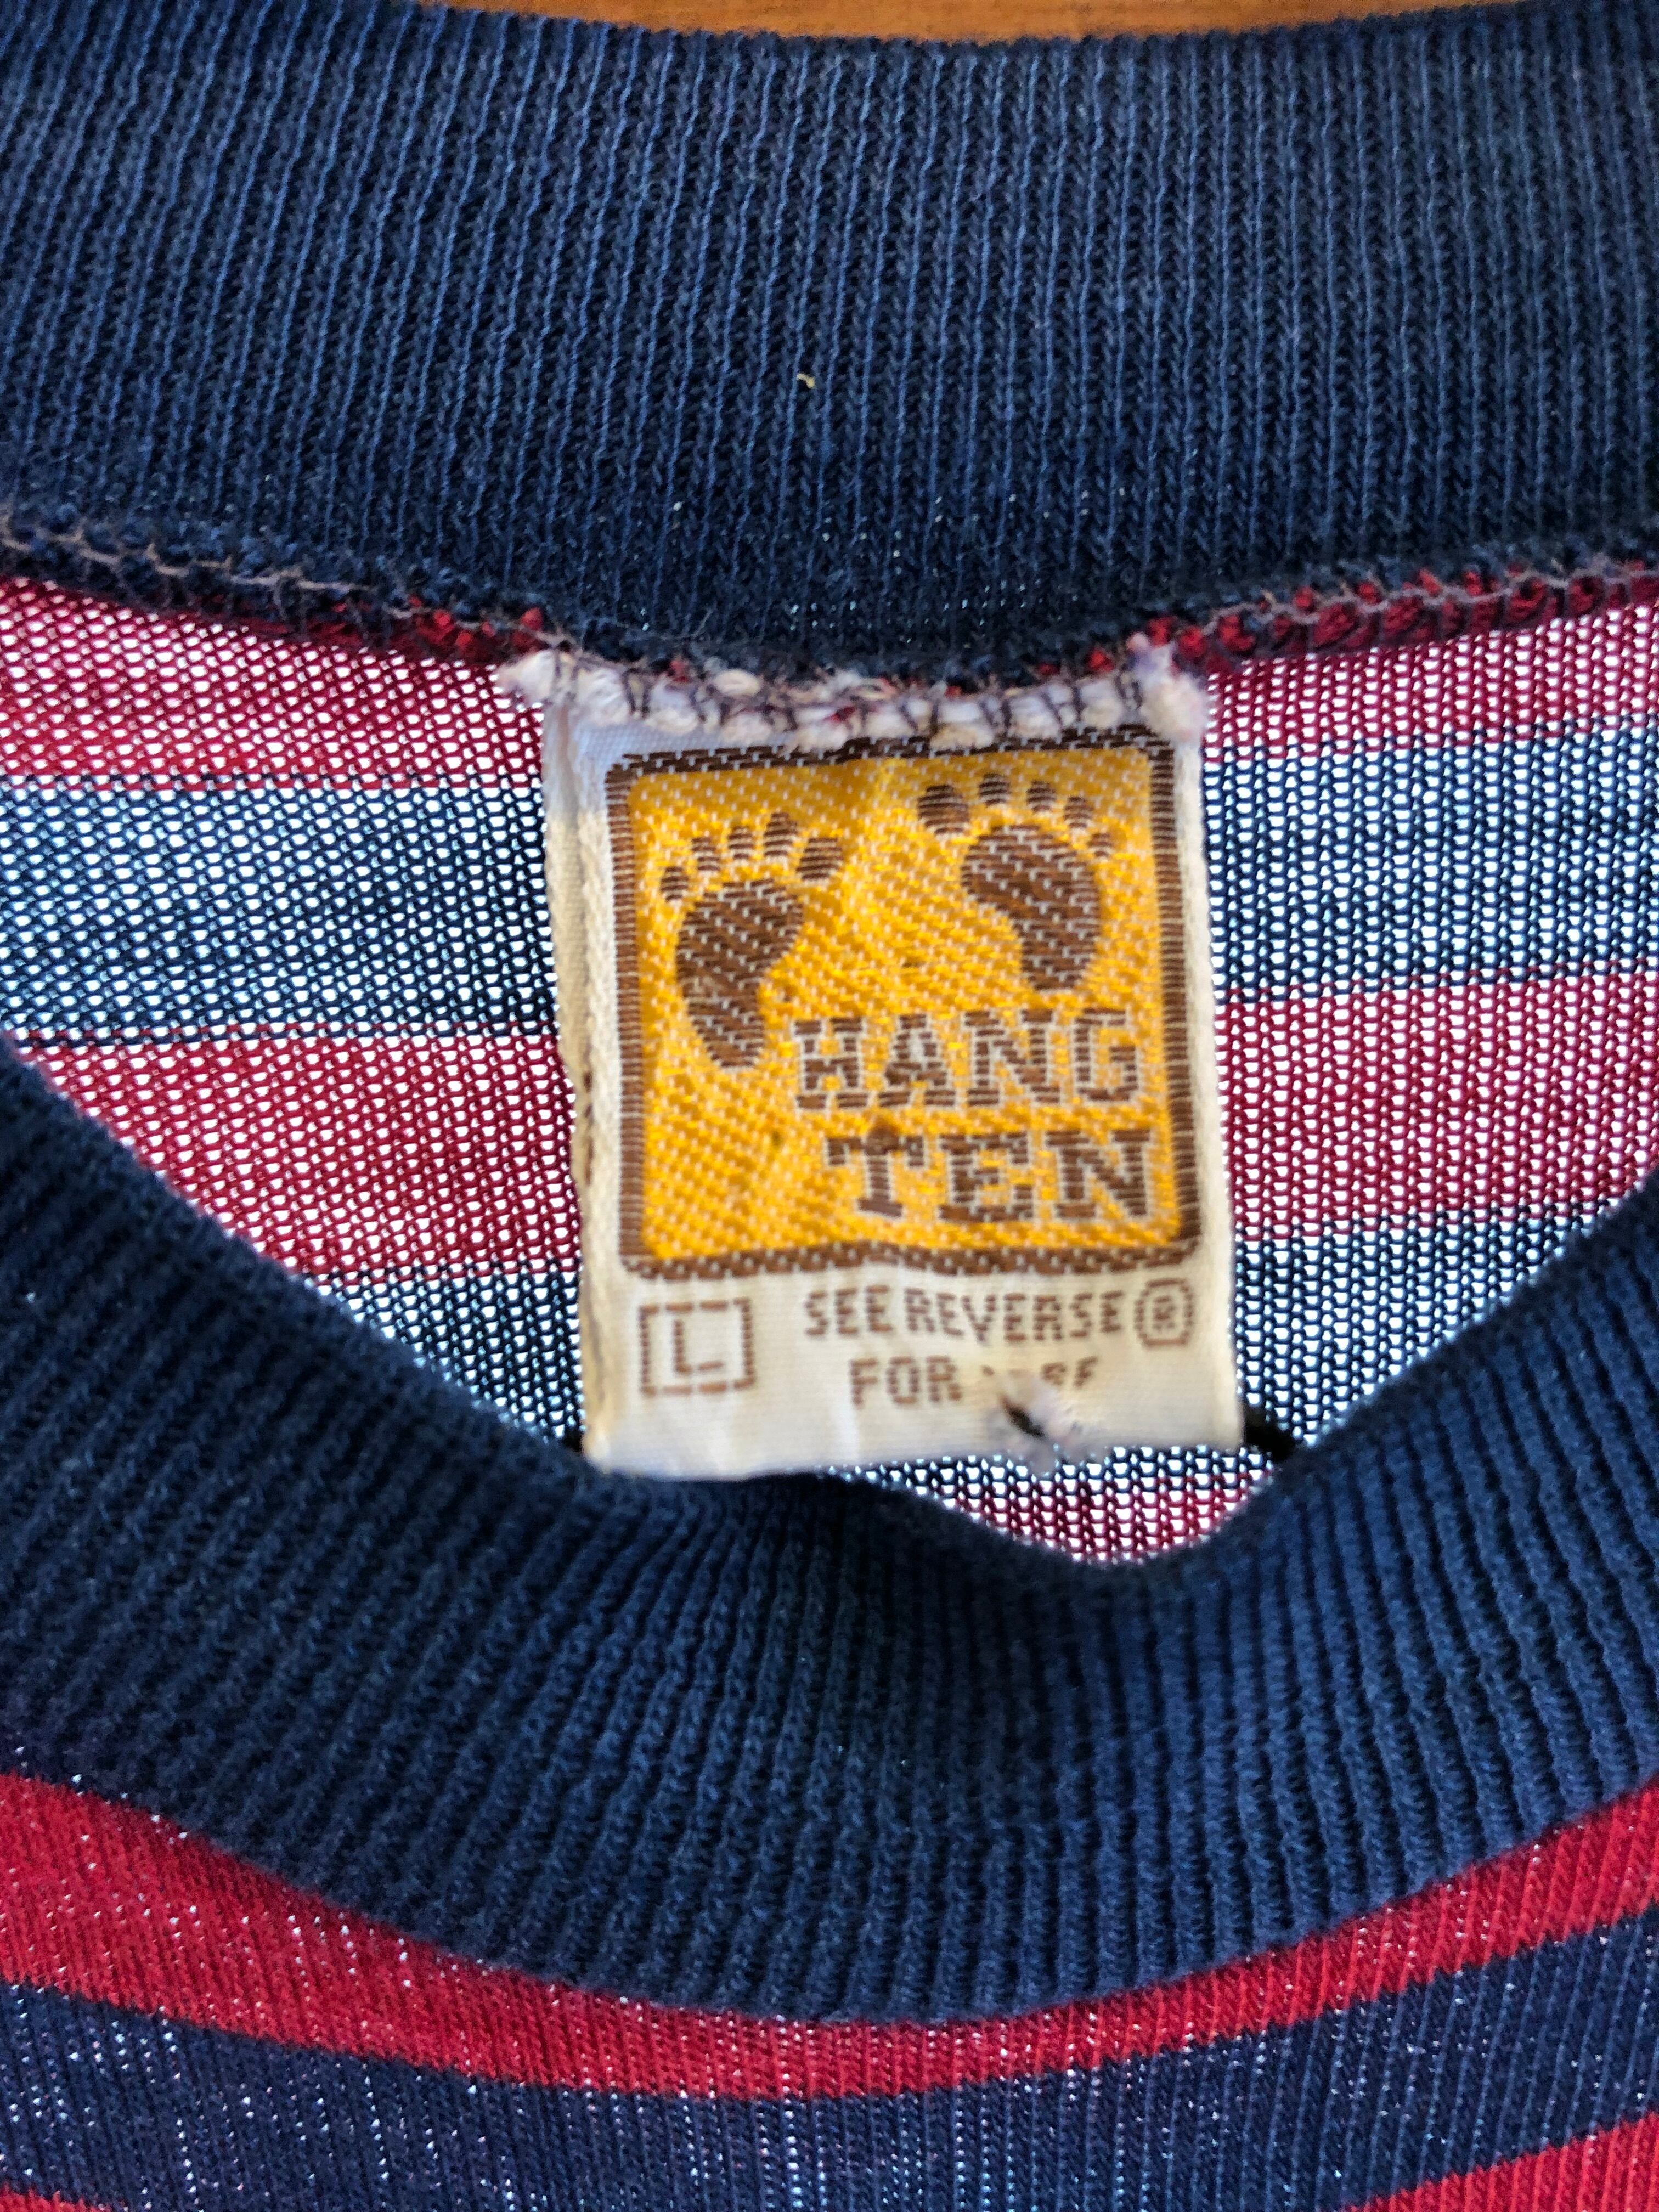 HANG
TEN
L
SEE REVERSE ®
FOR